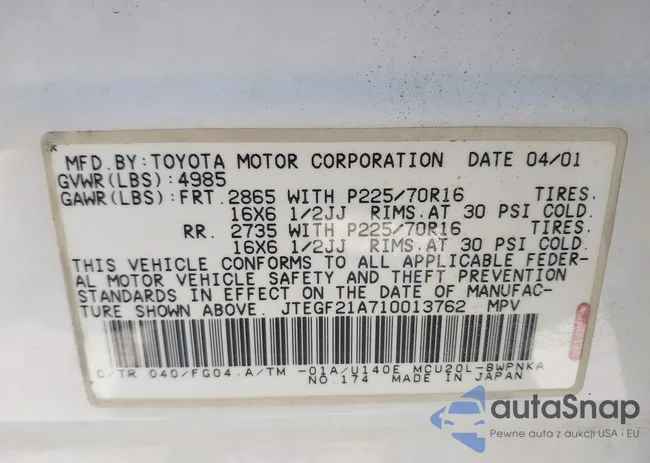 MFD.BY:TOYOTA MOTOR CORPORATION DATE 04/01
GVWR(LBS):4985
GAWR(LBS):FRT.2865 WITH P225/70R16 TIRES.
16X6 1/2JJ RIMS.AT 30 PSI COLD.
RR. 2735 WITH P225/70R16 TIRES.
16X6 1/2JJ RIMS.AT 30 PSI COLD.
THIS VEHICLE CONFORMS TO ALL APPLICABLE FEDER-
AL MOTOR VEHICLE SAFETY AND THEFT PREVENTION
STANDARDS IN EFFECT ON THE DATE OF MANUFAC-
TURE SHOWN ABOVE. JTEGF21A710013762 MPV
C/TR 040/FG04.A/TM -01A/U140E MCU20L-BWPNKA
NO.174 MADE IN JAPAN
autaSnap
Pewne auta z aukcji USA i EU